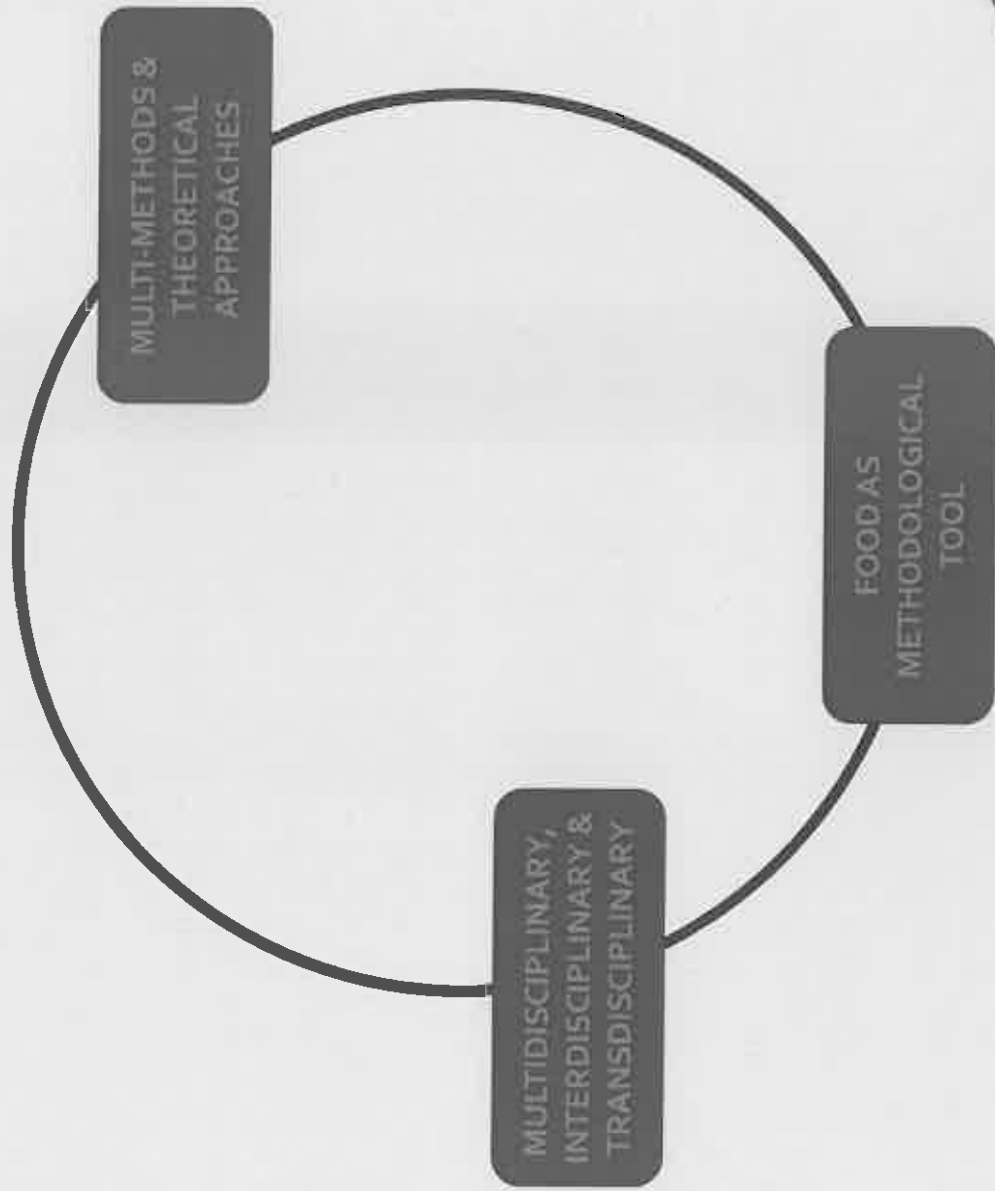 MULTI-METHODS &
THEORETICAL
APPROACHES
FOOD AS
METHODOLOGICAL
TOOL
MULTIDISCIPLINARY,
INTERDISCIPLINARY &
TRANSDISCIPLINARY